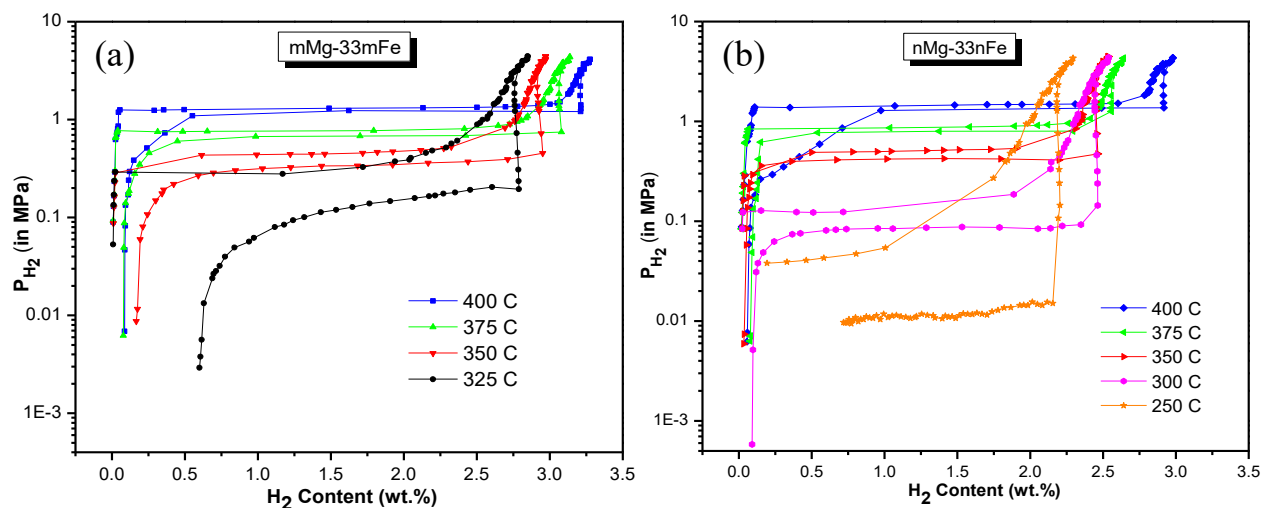 (a)
mMg-33mFe
10
1
0.1
0.01
1E-3
P_H2 (in MPa)
400 C
375 C
350 C
325 C
0.0 0.5 1.0 1.5 2.0 2.5 3.0 3.5
H2 Content (wt.%)
(b)
nMg-33nFe
10
1
0.1
0.01
1E-3
P_H2 (in MPa)
400 C
375 C
350 C
300 C
250 C
0.0 0.5 1.0 1.5 2.0 2.5 3.0 3.5
H2 Content (wt.%)